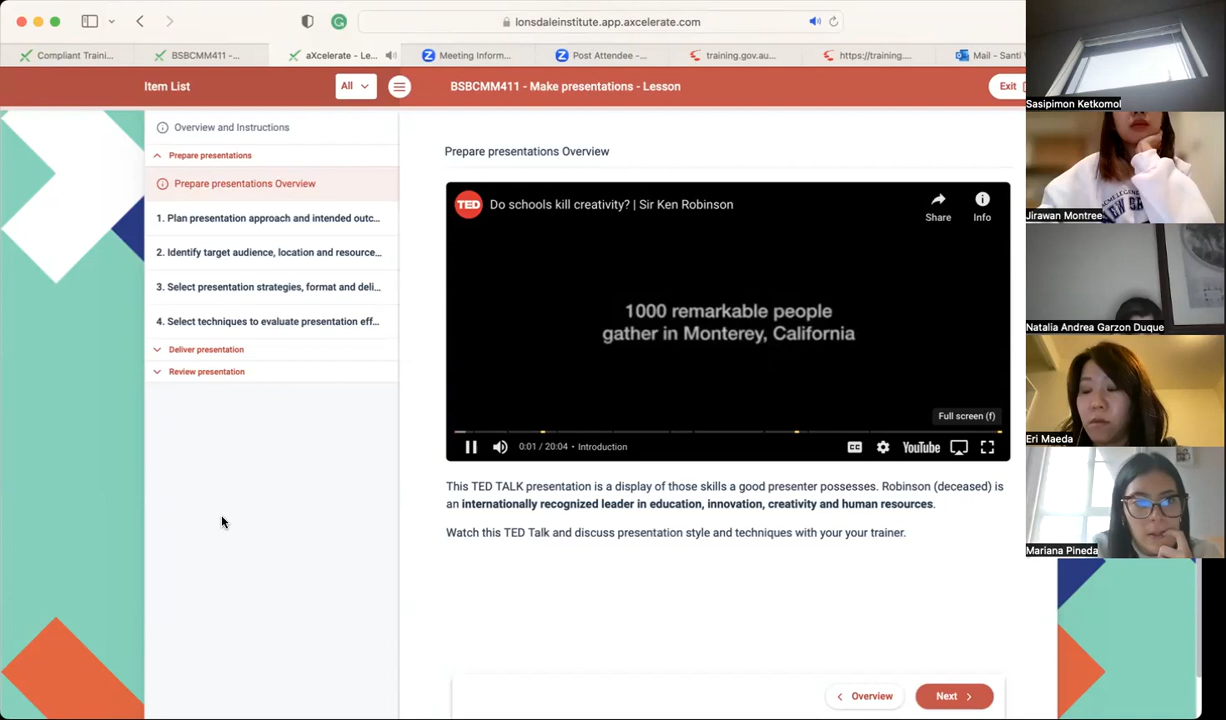 lonsdaleinstitute.app.axcelerate.com
Compliant Traini...
BSBCMM411 -...
aXcelerate - Le...
Meeting Inform...
Post Attendee -...
training.gov.au...
https://training....
Mail - Santi
Item List
All
BSBCMM411 - Make presentations - Lesson
Exit
Overview and Instructions
Prepare presentations
Prepare presentations Overview
1. Plan presentation approach and intended outc...
2. Identify target audience, location and resource...
3. Select presentation strategies, format and deli...
4. Select techniques to evaluate presentation eff...
Deliver presentation
Review presentation
Prepare presentations Overview
TED
Do schools kill creativity? | Sir Ken Robinson
Share
Info
1000 remarkable people
gather in Monterey, California
Full screen (f)
0:01 / 20:04 • Introduction
CC
YouTube
This TED TALK presentation is a display of those skills a good presenter possesses. Robinson (deceased) is
an internationally recognized leader in education, innovation, creativity and human resources.
Watch this TED Talk and discuss presentation style and techniques with your your trainer.
Overview
Next
Sasipimon Ketkomol
Jirawan Montree
Natalia Andrea Garzon Duque
Eri Maeda
Mariana Pineda